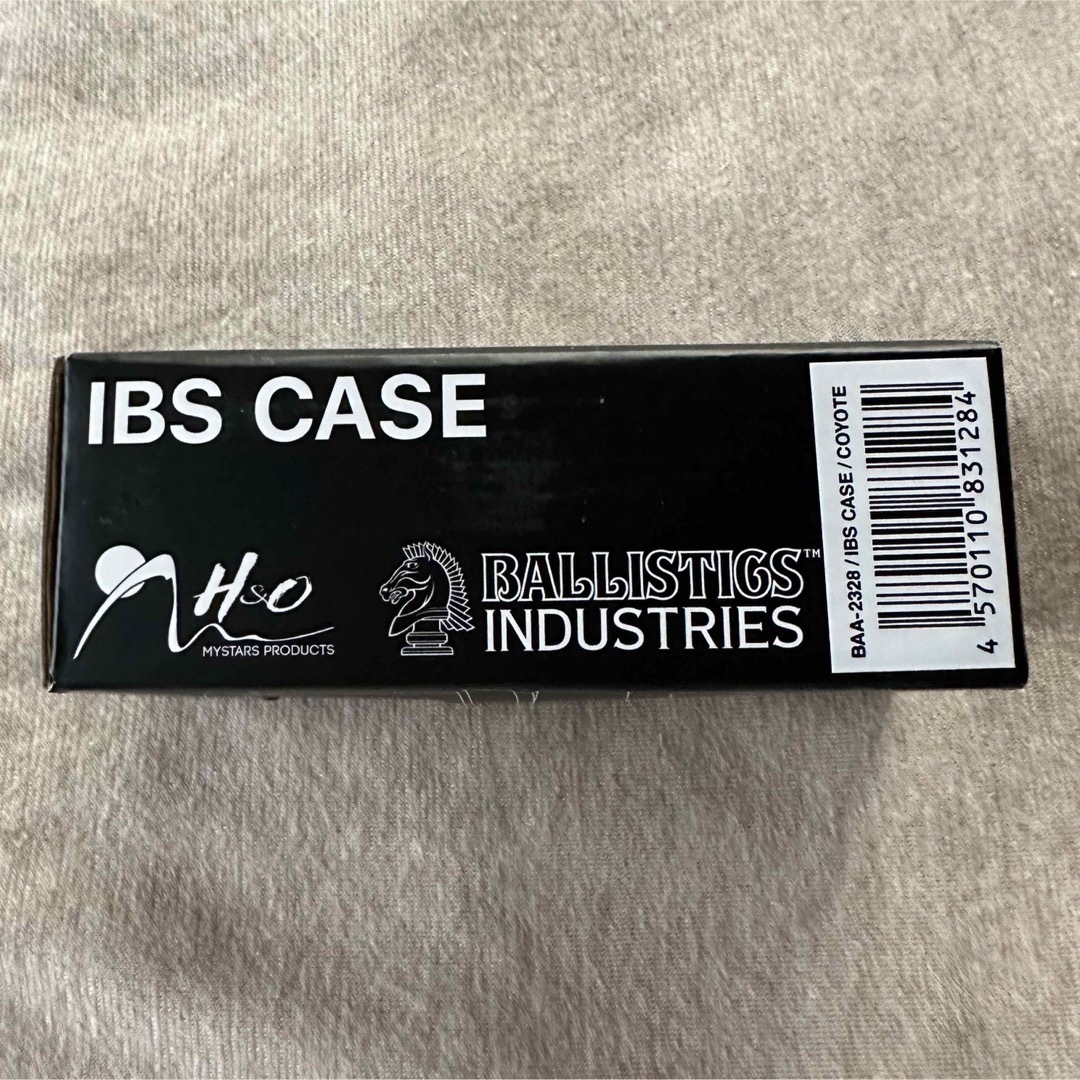 IBS CASE
H&O
MYSTARS PRODUCTS
BALLISTIGS™
INDUSTRIES
BAA-2328 / IBS CASE / COYOTE
4 570110 831284